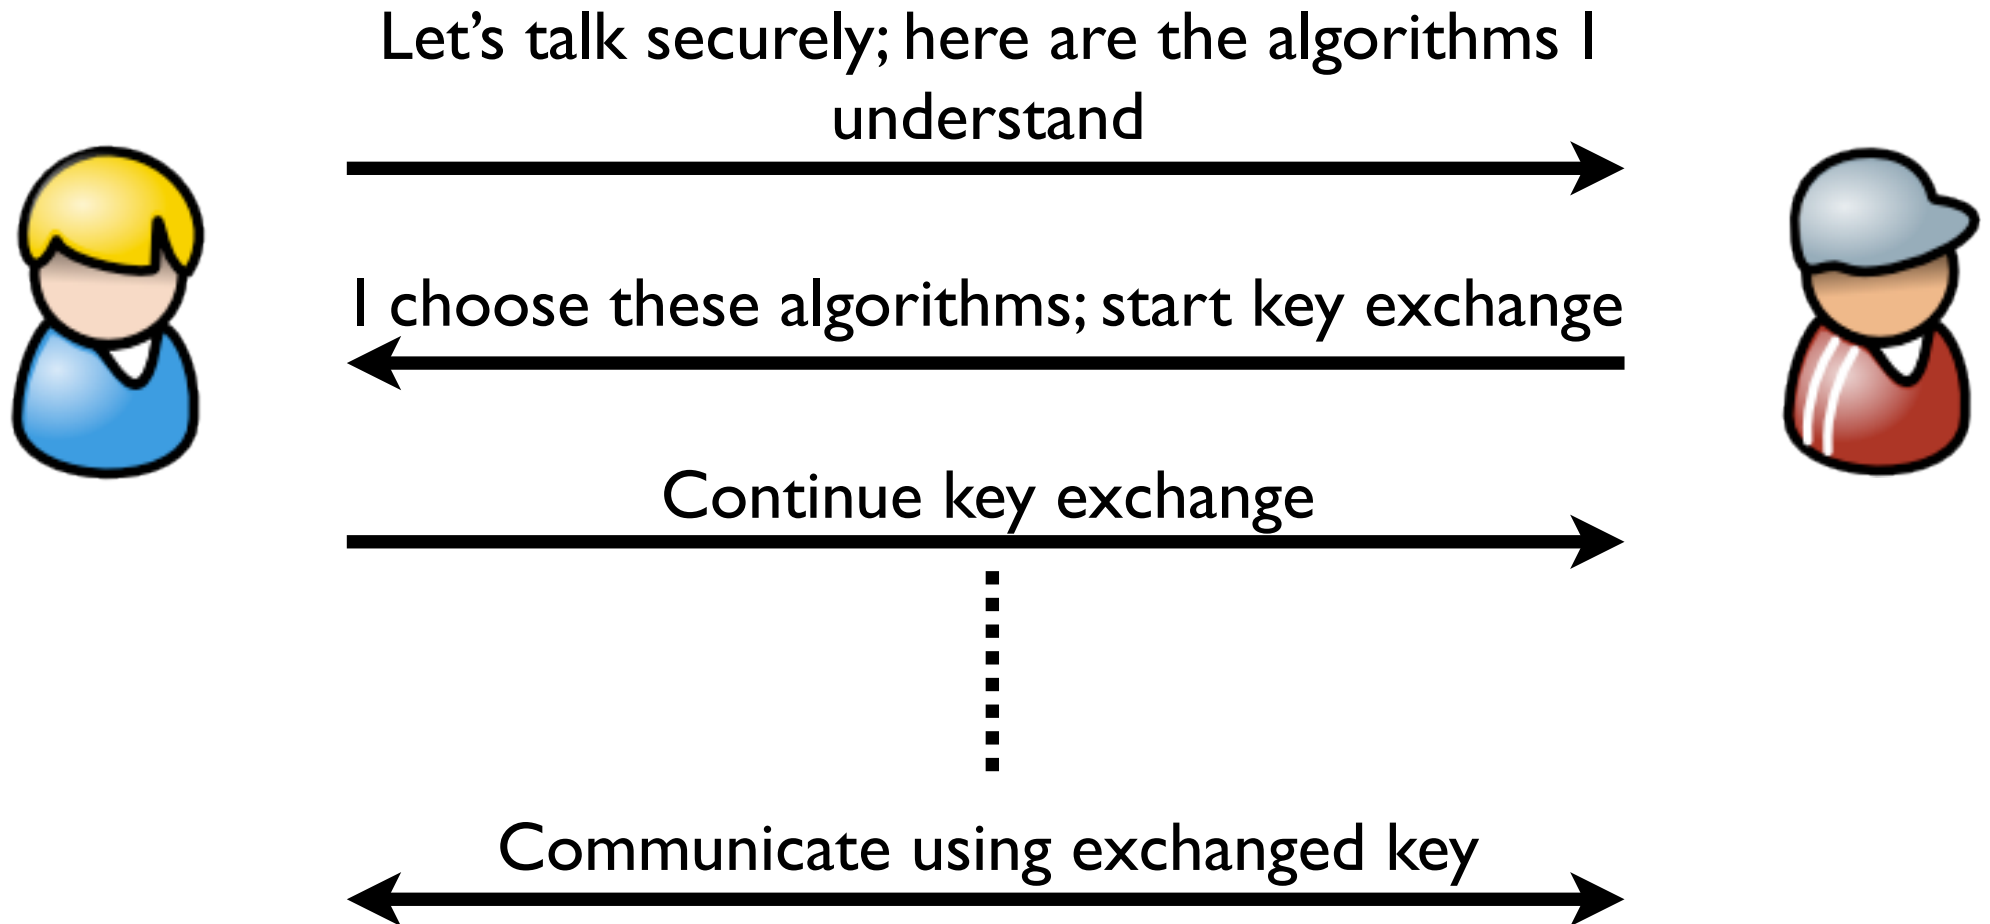 Let’s talk securely; here are the algorithms I
understand
I choose these algorithms; start key exchange
Continue key exchange
Communicate using exchanged key